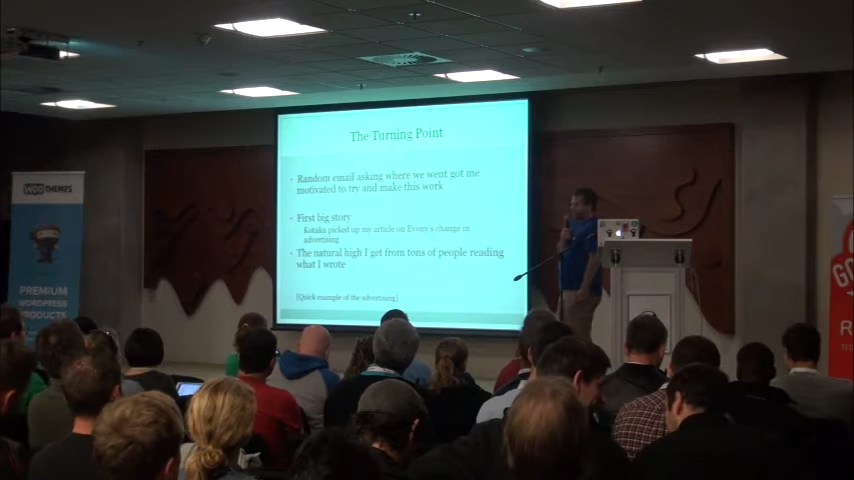 The Turning Point
Random email asking where we went got me
motivated to try and make this work
First big story
Kotaku picked up my article on Evony's change in
advertising
The natural high I get from tons of people reading
what I wrote
[Quick example of the advertising]
WOOTHEMES
PREMIUM
WORDPRESS
PRODUCTS
GO
R